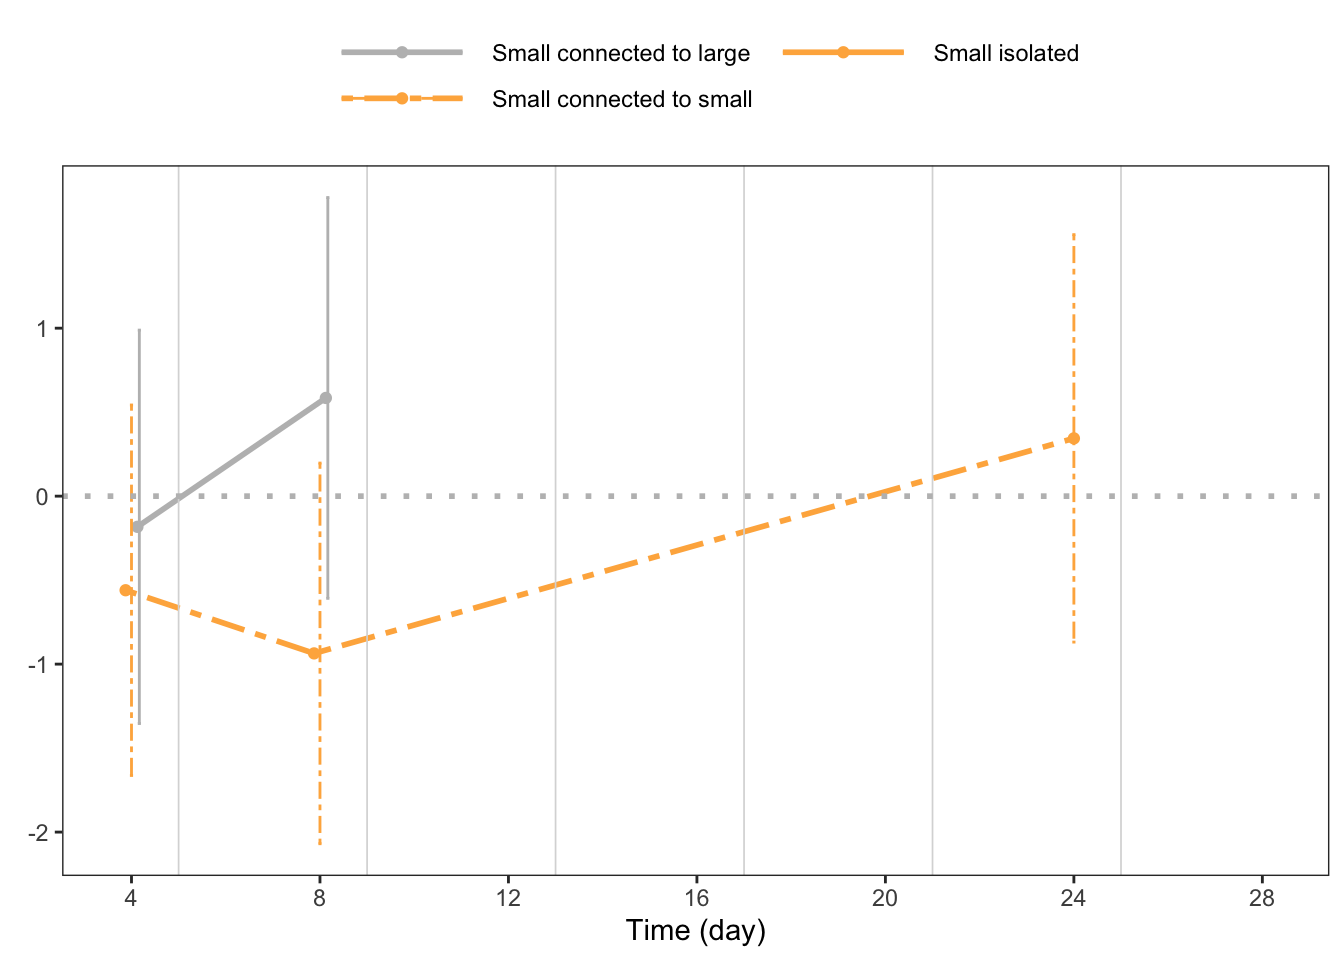 Small connected to large
Small isolated
Small connected to small
1
0
-1
-2
4 8 12 16 20 24 28
Time (day)